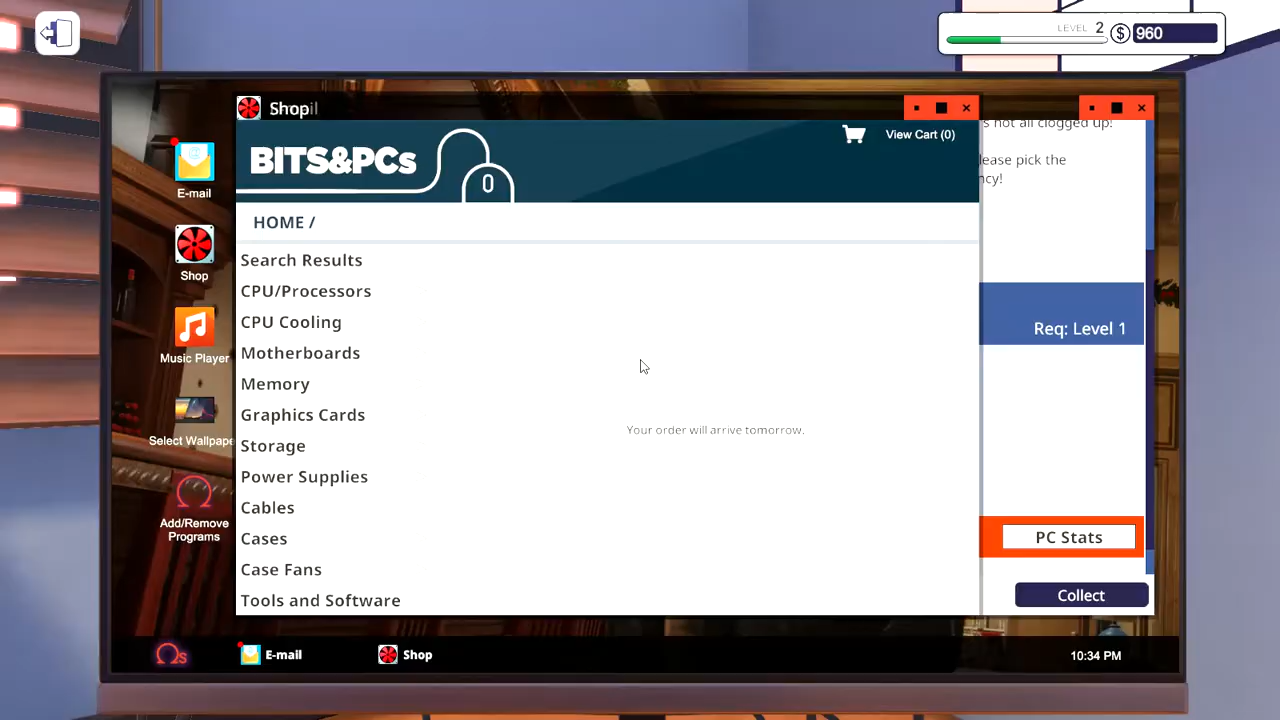 LEVEL 2
$ 960
Shopil
BITS&PCs
0
View Cart (0)
HOME /
Search Results
CPU/Processors
CPU Cooling
Motherboards
Memory
Graphics Cards
Storage
Power Supplies
Cables
Cases
Case Fans
Tools and Software
Your order will arrive tomorrow.
s not all clogged up!
lease pick the
ncy!
Req: Level 1
PC Stats
Collect
E-mail
Shop
Music Player
Select Wallpape
Add/Remove
Programs
Ωs
E-mail
Shop
10:34 PM